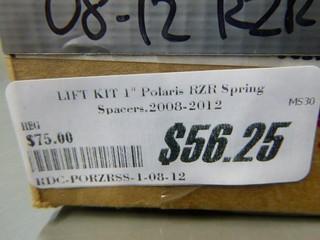 08-12 RZR
LIFT KIT 1" Polaris RZR Spring
Spacers.2008-2012
MS30
REG
$75.00
$56.25
RDC-PORZRSS-1-08-12